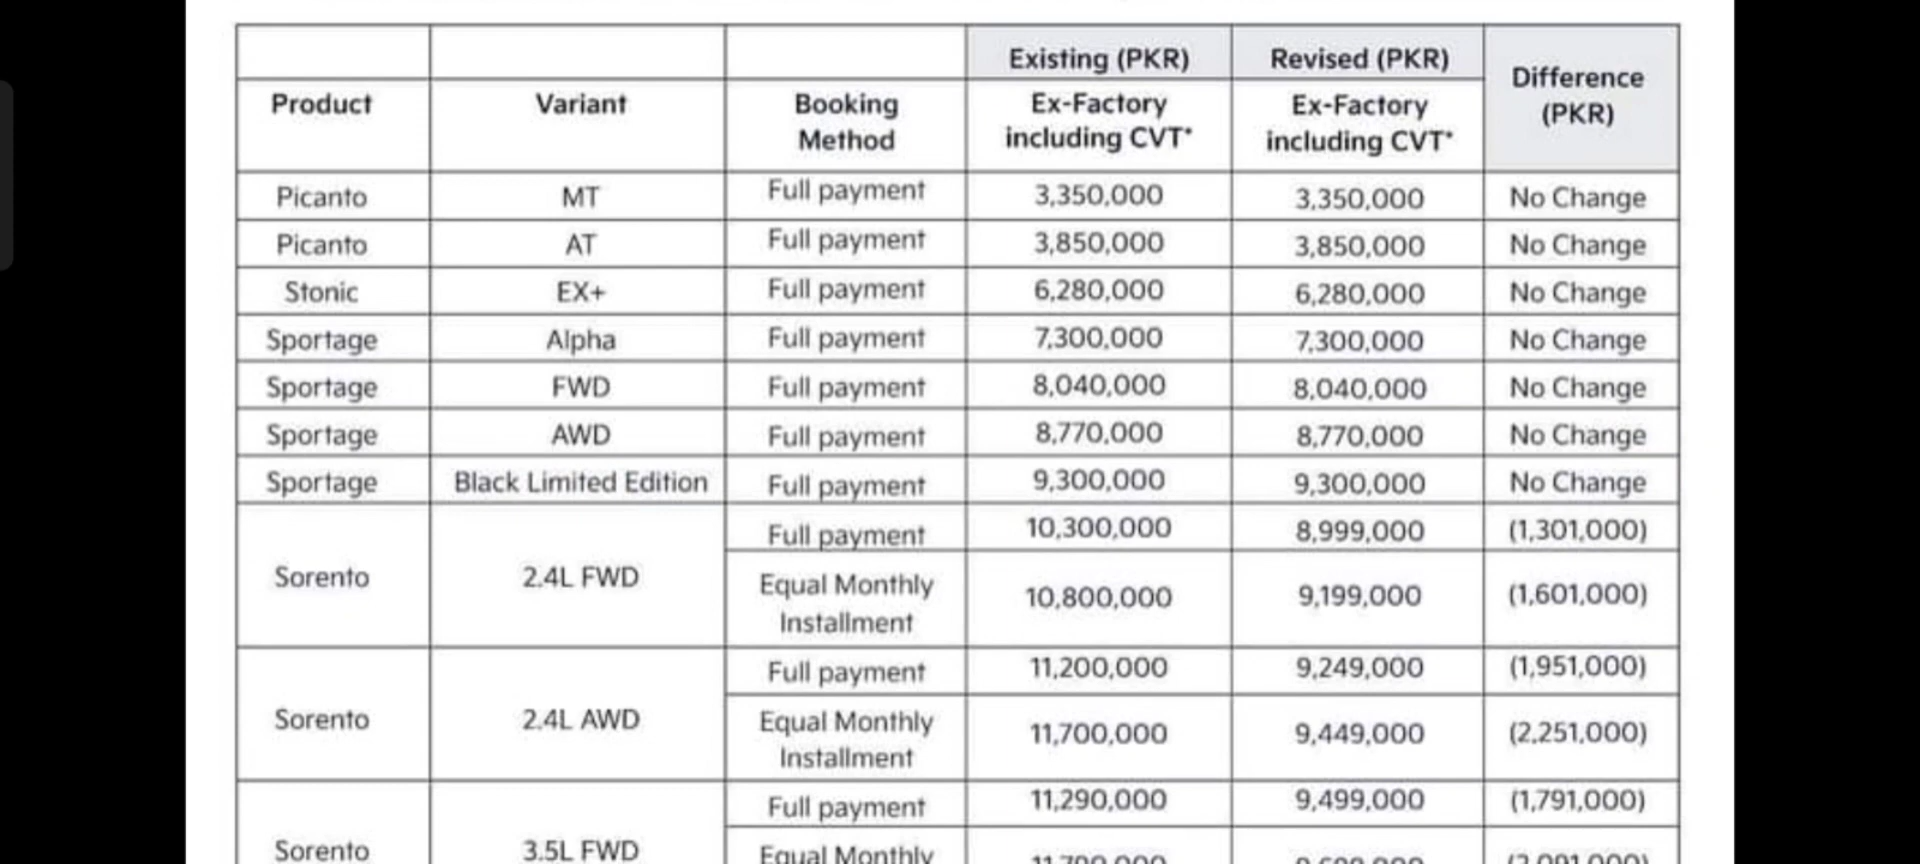 Existing (PKR) Revised (PKR) Difference (PKR)
Product Variant Booking Method Ex-Factory including CVT* Ex-Factory including CVT*
Picanto MT Full payment 3,350,000 3,350,000 No Change
Picanto AT Full payment 3,850,000 3,850,000 No Change
Stonic EX+ Full payment 6,280,000 6,280,000 No Change
Sportage Alpha Full payment 7,300,000 7,300,000 No Change
Sportage FWD Full payment 8,040,000 8,040,000 No Change
Sportage AWD Full payment 8,770,000 8,770,000 No Change
Sportage Black Limited Edition Full payment 9,300,000 9,300,000 No Change
Sorento 2.4L FWD Full payment 10,300,000 8,999,000 (1,301,000)
Equal Monthly Installment 10,800,000 9,199,000 (1,601,000)
Sorento 2.4L AWD Full payment 11,200,000 9,249,000 (1,951,000)
Equal Monthly Installment 11,700,000 9,449,000 (2,251,000)
Sorento 3.5L FWD Full payment 11,290,000 9,499,000 (1,791,000)
Equal Monthly